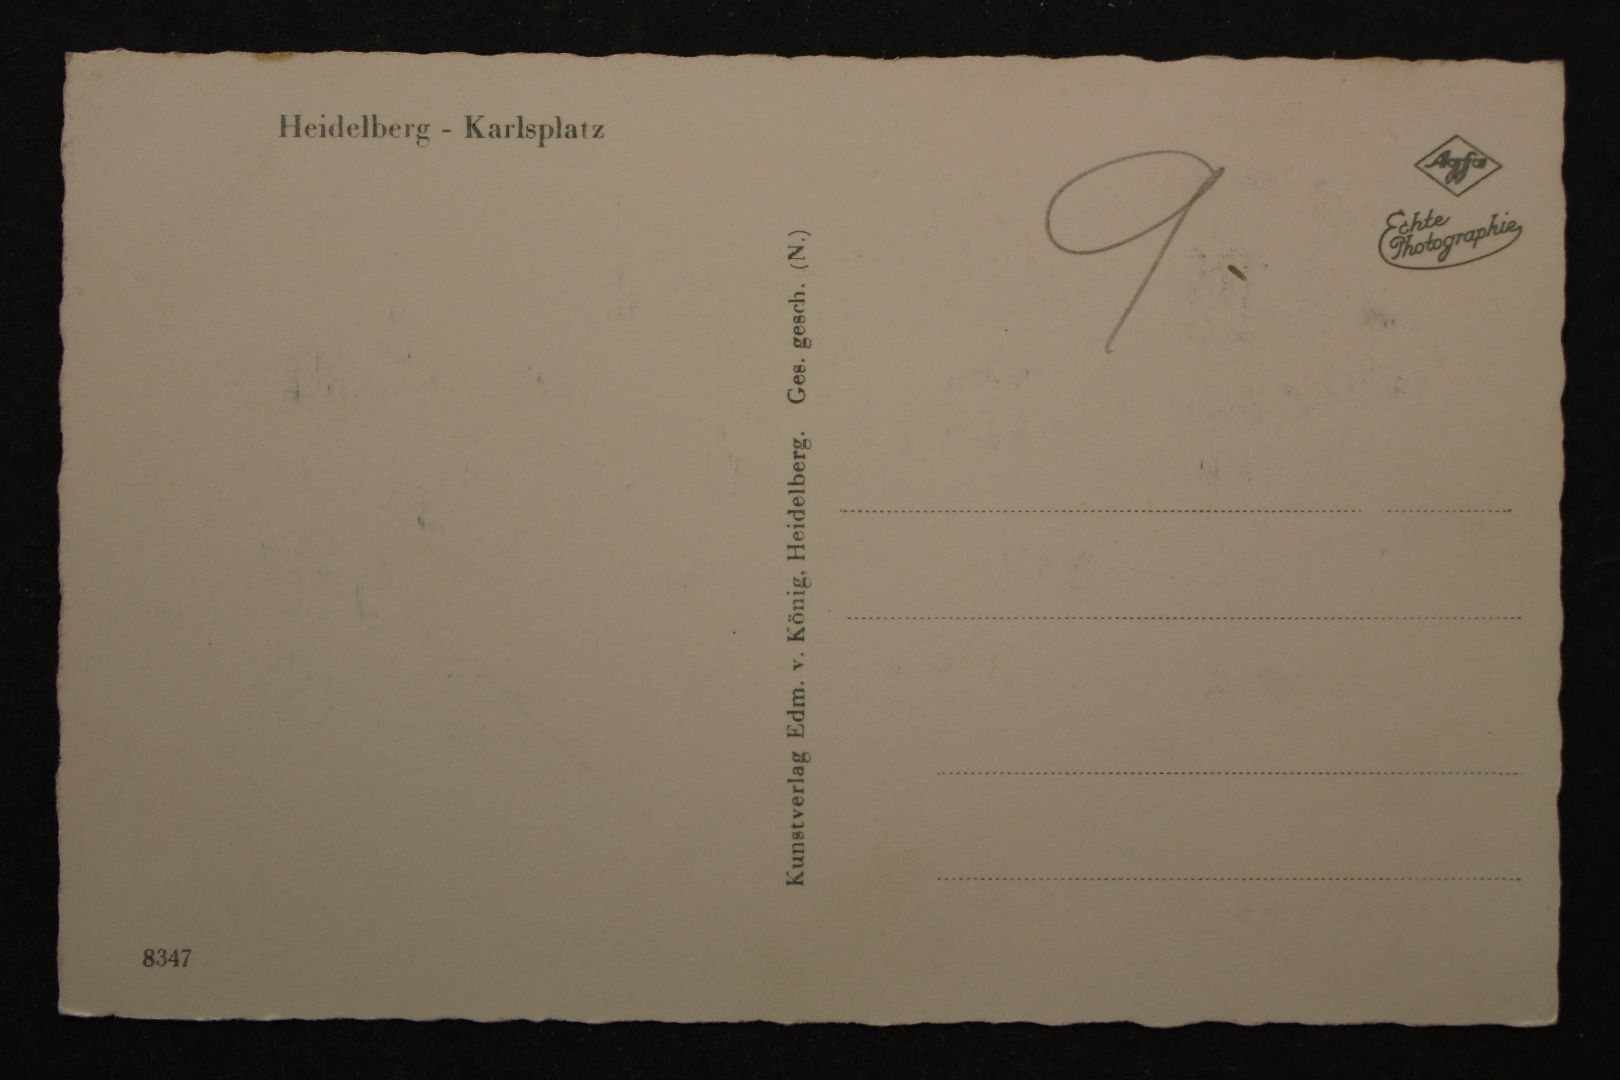 Heidelberg - Karlsplatz
8347
Kunstverlag Edm. v. König, Heidelberg. Ges. gesch. (N.)
9.
Agfa
Echte
Photographie